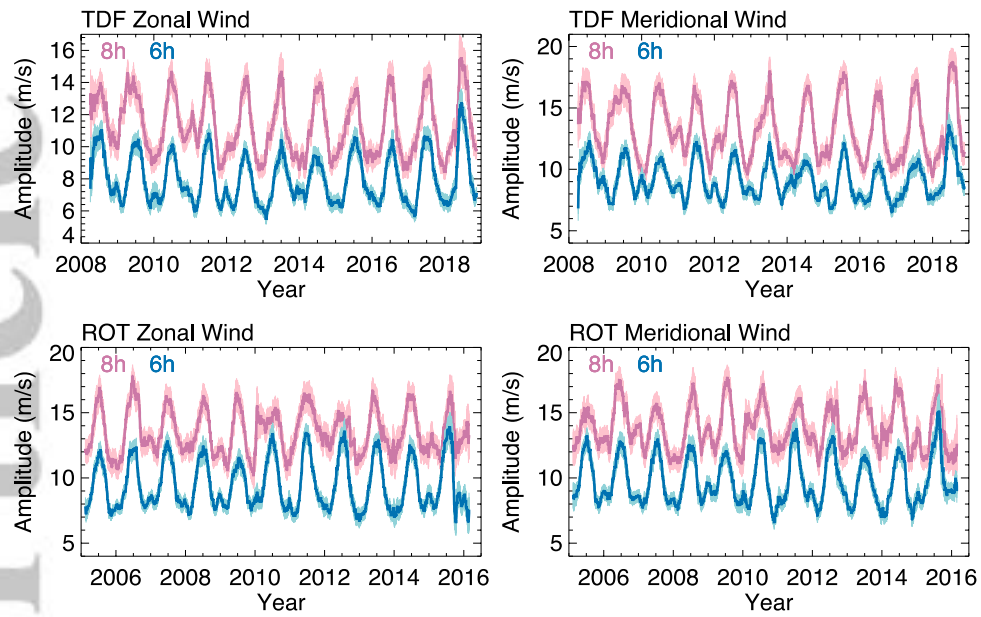 TDF Zonal Wind
8h 6h
Amplitude (m/s)
16
14
12
10
8
6
4
2008 2010 2012 2014 2016 2018
Year
TDF Meridional Wind
8h 6h
Amplitude (m/s)
20
15
10
5
2008 2010 2012 2014 2016 2018
Year
ROT Zonal Wind
8h 6h
Amplitude (m/s)
20
15
10
5
2006 2008 2010 2012 2014 2016
Year
ROT Meridional Wind
8h 6h
Amplitude (m/s)
20
15
10
5
2006 2008 2010 2012 2014 2016
Year